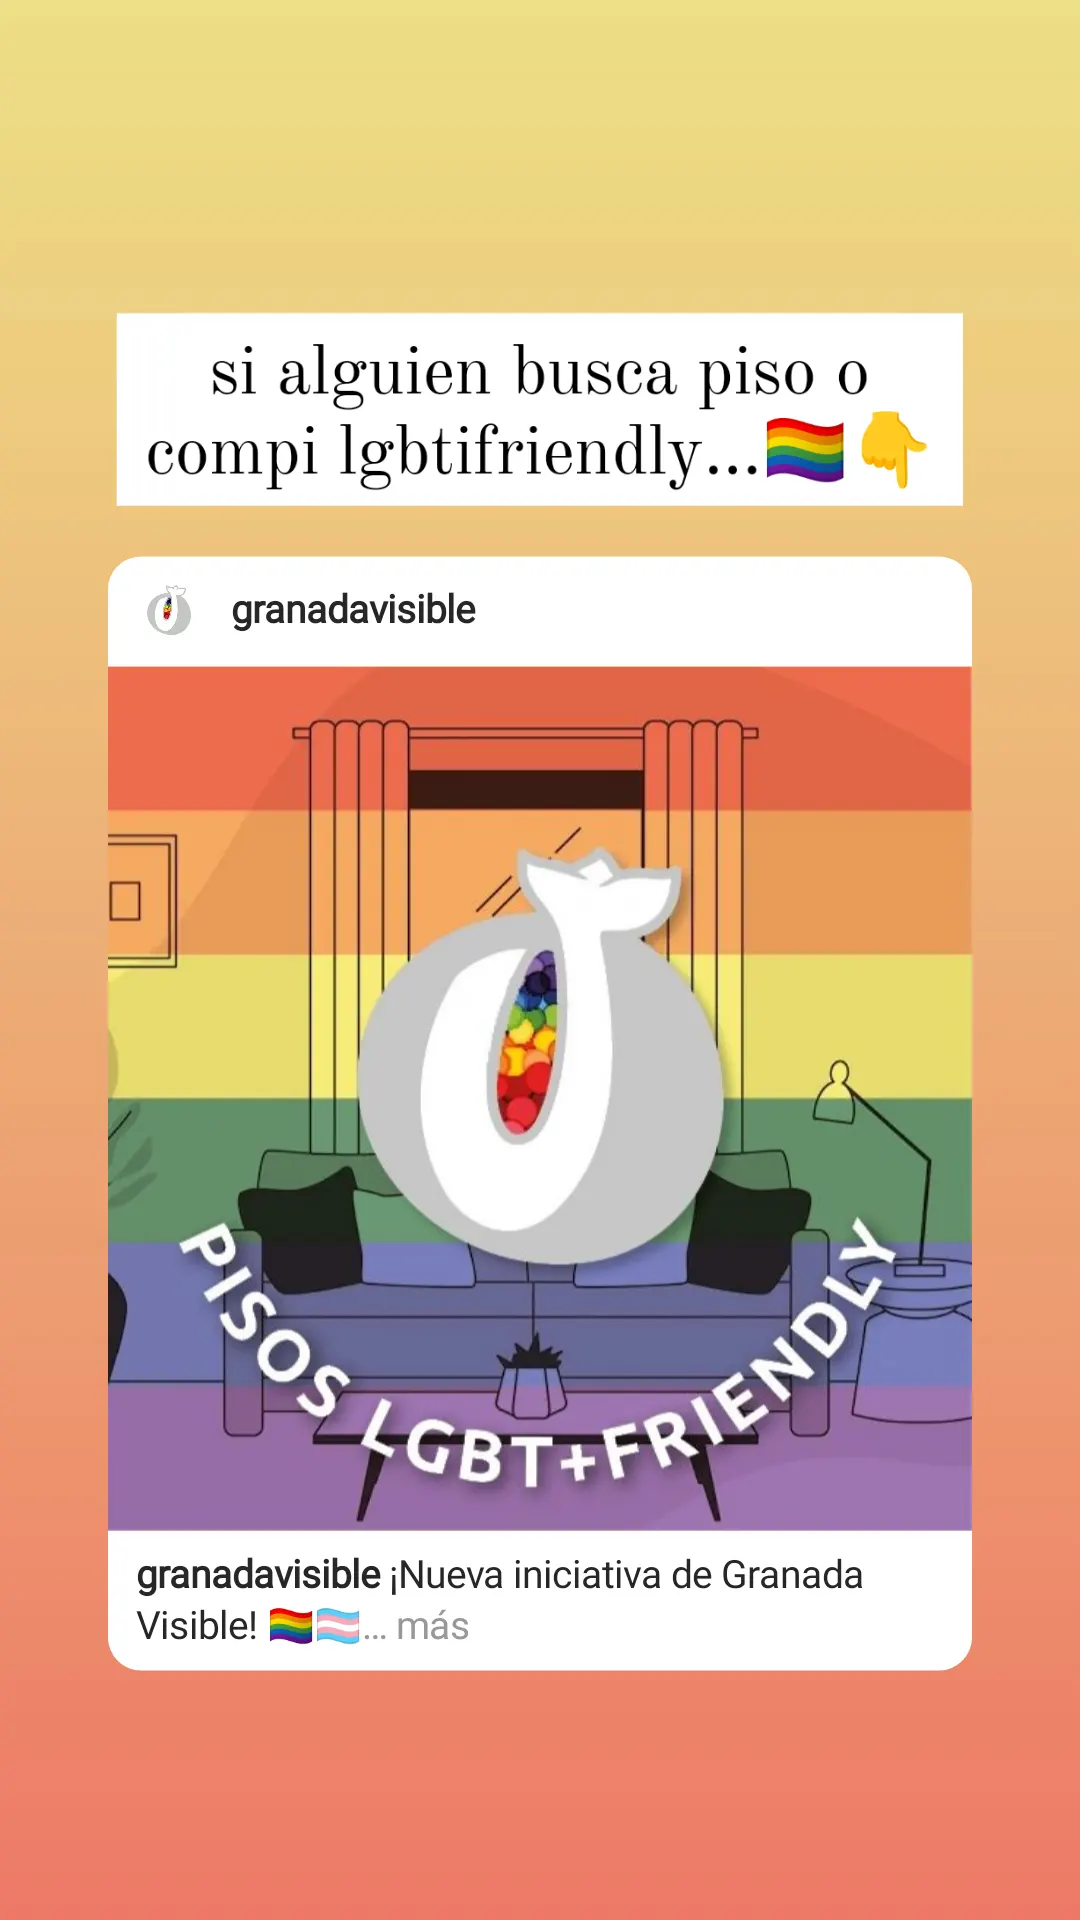 si alguien busca piso o
compi lgbtifriendly...🏳️‍🌈👇
granadavisible
PISOS LGBT+FRIENDLY
granadavisible ¡Nueva iniciativa de Granada
Visible! 🏳️‍🌈🏳️‍⚧️... más